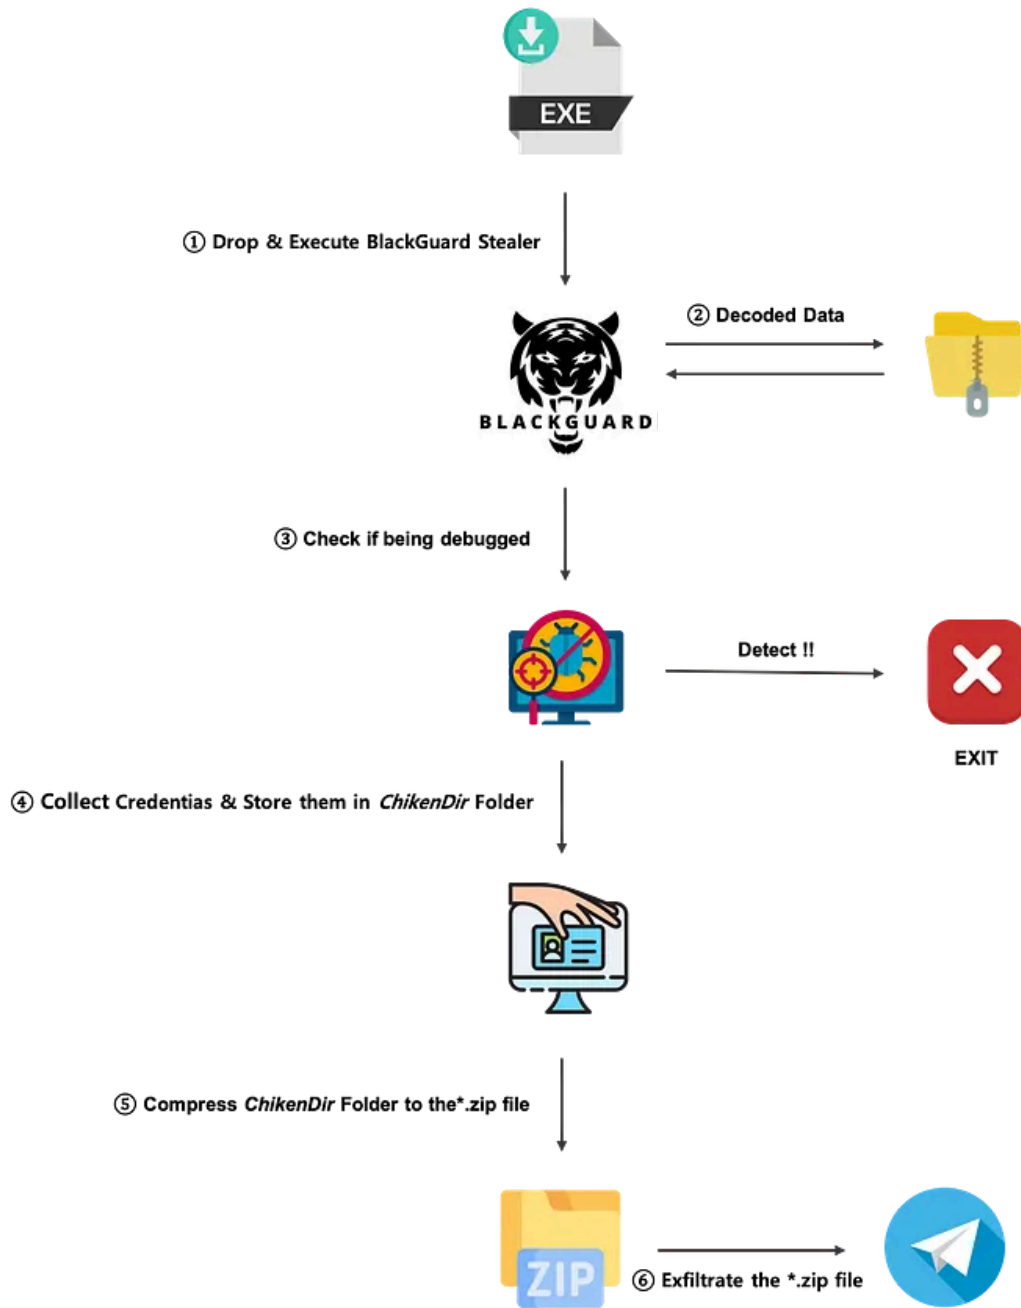 EXE
① Drop & Execute BlackGuard Stealer
② Decoded Data
BLACKGUARD
③ Check if being debugged
Detect !!
EXIT
④ Collect Credentias & Store them in ChikenDir Folder
⑤ Compress ChikenDir Folder to the*.zip file
ZIP
⑥ Exfiltrate the *.zip file